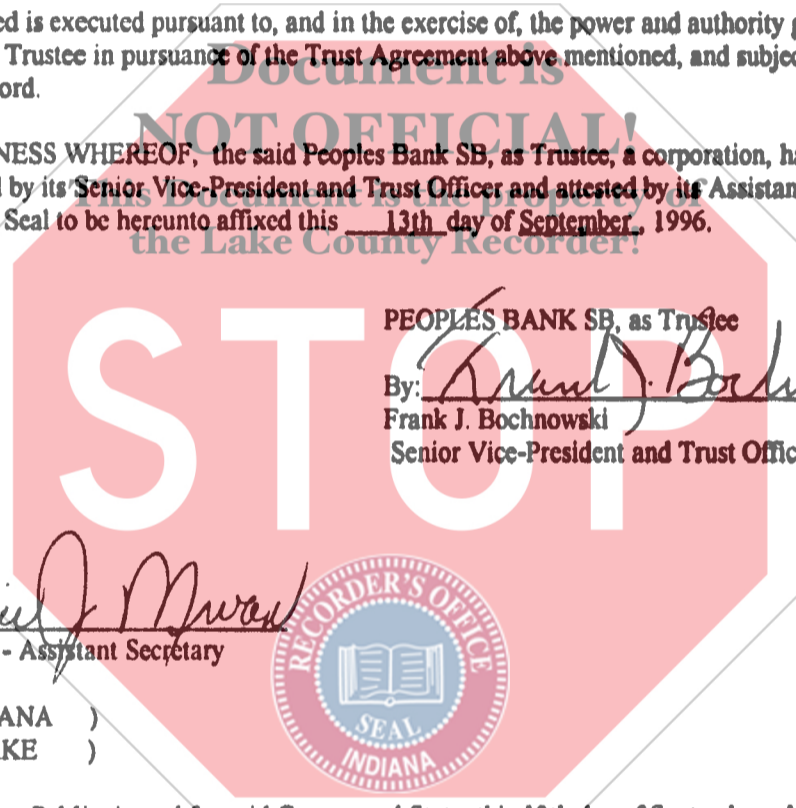 ed is executed pursuant to, and in the exercise of, the power and authority g
Trustee in pursuance of the Trust Agreement above mentioned, and subjec
ord.
Document is
NOT OFFICIAL!
This Document is the property of
the Lake County Recorder!
NESS WHEREOF, the said Peoples Bank SB, as Trustee, a corporation, ha
l by its Senior Vice-President and Trust Officer and attested by its Assistan
Seal to be hereunto affixed this 13th day of September, 1996.
STOP
PEOPLES BANK SB, as Trustee
By: Frank J. Boch
Frank J. Bochnowski
Senior Vice-President and Trust Offic
- Assistant Secretary
RECORDER'S OFFICE
SEAL
INDIANA
IANA )
KE )